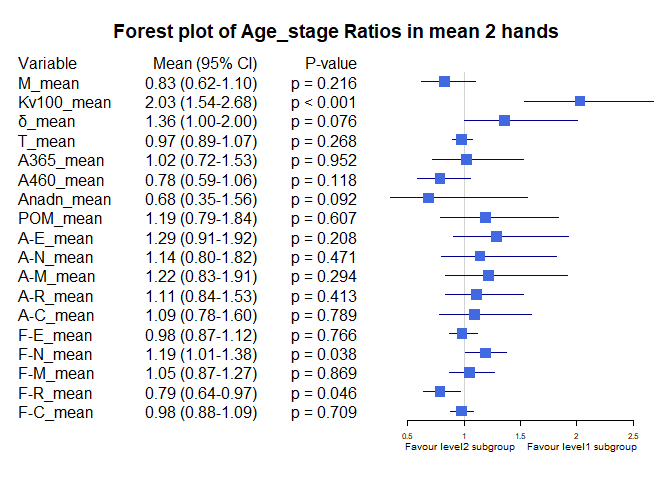 Forest plot of Age_stage Ratios in mean 2 hands
Variable Mean (95% CI) P-value
M_mean 0.83 (0.62-1.10) p = 0.216
Kv100_mean 2.03 (1.54-2.68) p < 0.001
δ_mean 1.36 (1.00-2.00) p = 0.076
T_mean 0.97 (0.89-1.07) p = 0.268
A365_mean 1.02 (0.72-1.53) p = 0.952
A460_mean 0.78 (0.59-1.06) p = 0.118
Anadn_mean 0.68 (0.35-1.56) p = 0.092
POM_mean 1.19 (0.79-1.84) p = 0.607
A-E_mean 1.29 (0.91-1.92) p = 0.208
A-N_mean 1.14 (0.80-1.82) p = 0.471
A-M_mean 1.22 (0.83-1.91) p = 0.294
A-R_mean 1.11 (0.84-1.53) p = 0.413
A-C_mean 1.09 (0.78-1.60) p = 0.789
F-E_mean 0.98 (0.87-1.12) p = 0.766
F-N_mean 1.19 (1.01-1.38) p = 0.038
F-M_mean 1.05 (0.87-1.27) p = 0.869
F-R_mean 0.79 (0.64-0.97) p = 0.046
F-C_mean 0.98 (0.88-1.09) p = 0.709
0.5 1 1.5 2 2.5
Favour level2 subgroup Favour level1 subgroup